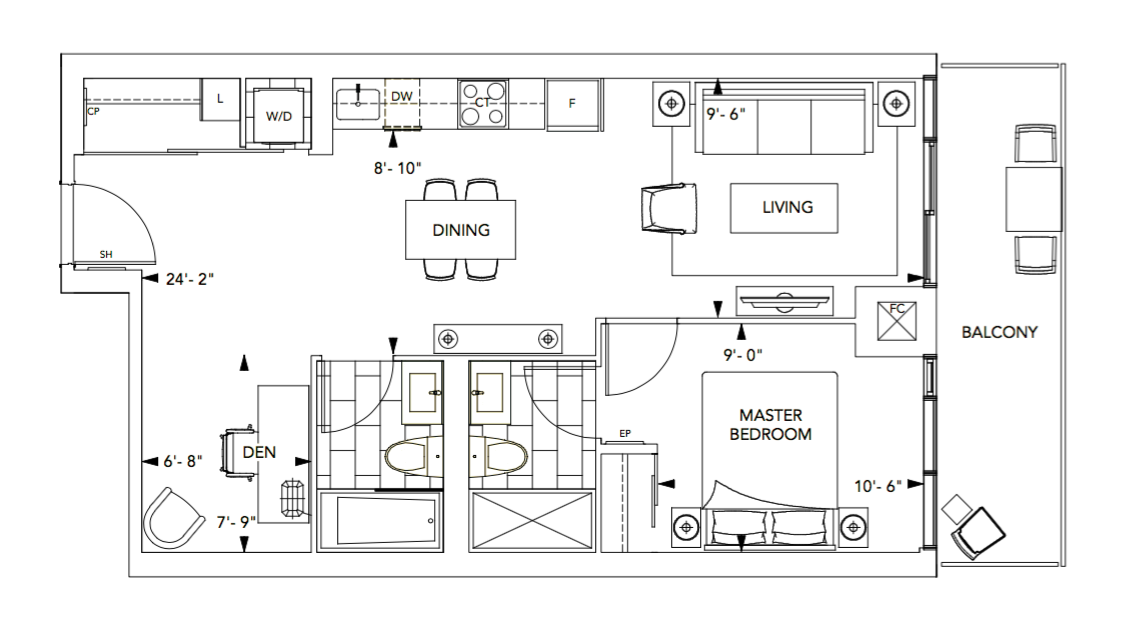 CP
L
W/D
DW
CT
F
9'- 6"
8'- 10"
DINING
LIVING
SH
24'- 2"
FC
BALCONY
9'- 0"
MASTER
BEDROOM
EP
DEN
6'- 8"
10'- 6"
7'- 9"